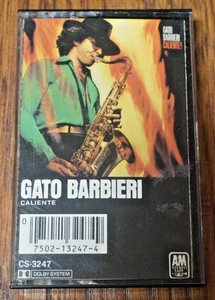 GATO
BARBIERI
CALIENTE!
GATO BARBIERI
CALIENTE
0
7502-13247-4
CS-3247
DOLBY SYSTEM
A&M